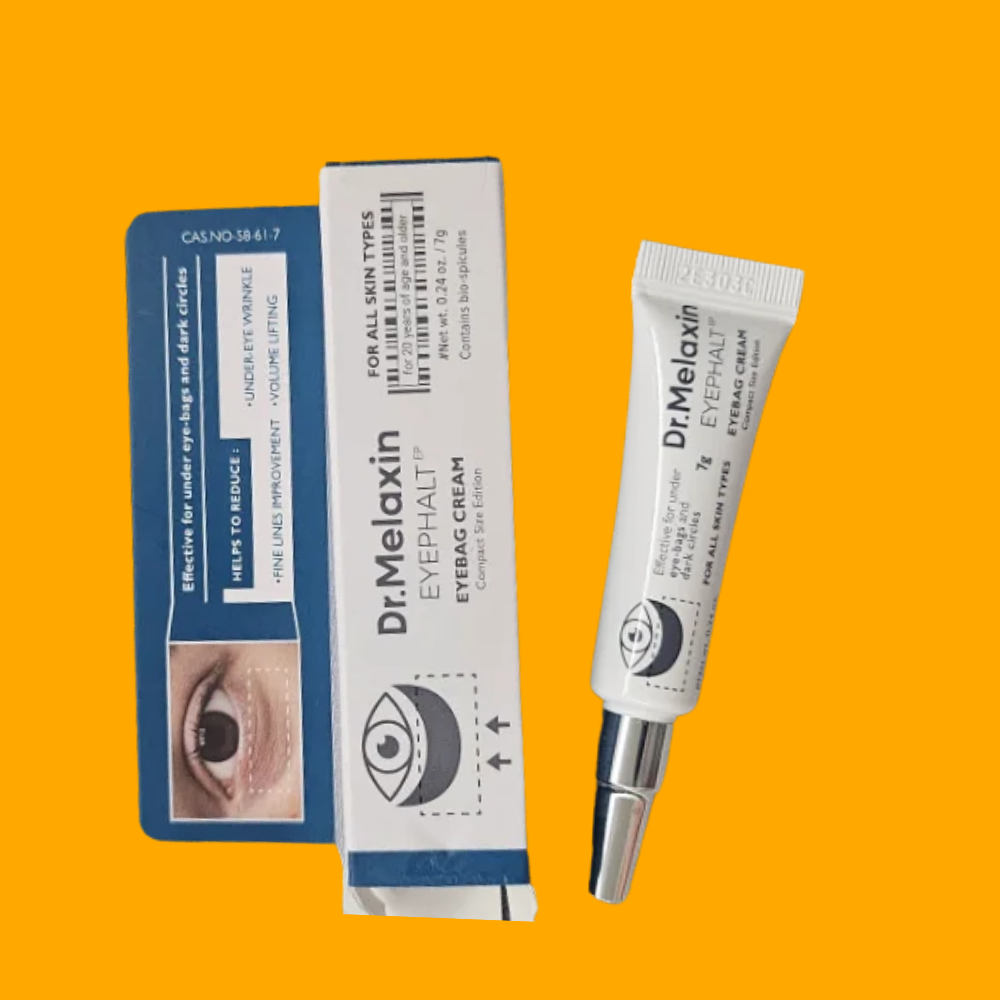 CAS.NO-58-61-7
Effective for under eye-bags and dark circles
HELPS TO REDUCE :
•UNDER-EYE WRINKLE
•FINE LINES IMPROVEMENT •VOLUME LIFTING
FOR ALL SKIN TYPES
for 20 years of age and older
#Net wt. 0.24 oz. / 7g
Contains bio-spicules
Dr.Melaxin
EYEPHALT EP
EYEBAG CREAM
Compact Size Edition
2E303C
Dr.Melaxin
EYEPHALT EP
EYEBAG CREAM
Compact Size Edition
Effective for under
eye-bags and
dark circles
7g
FOR ALL SKIN TYPES